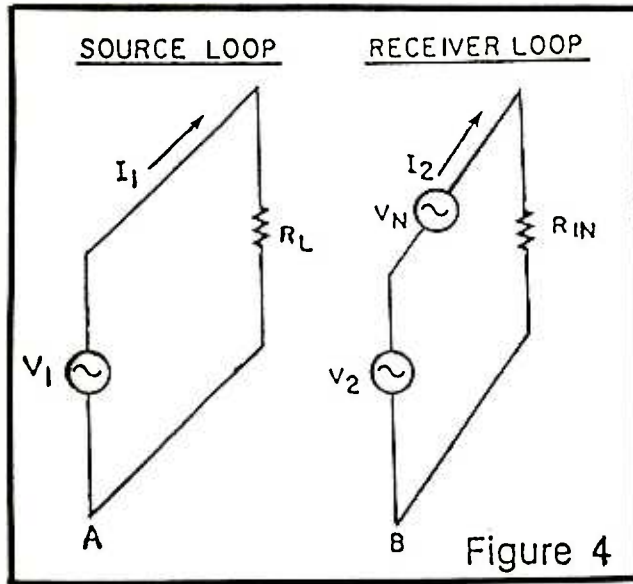 SOURCE LOOP
RECEIVER LOOP
I1
I2
VN
RL
RIN
V1
V2
A
B
Figure 4